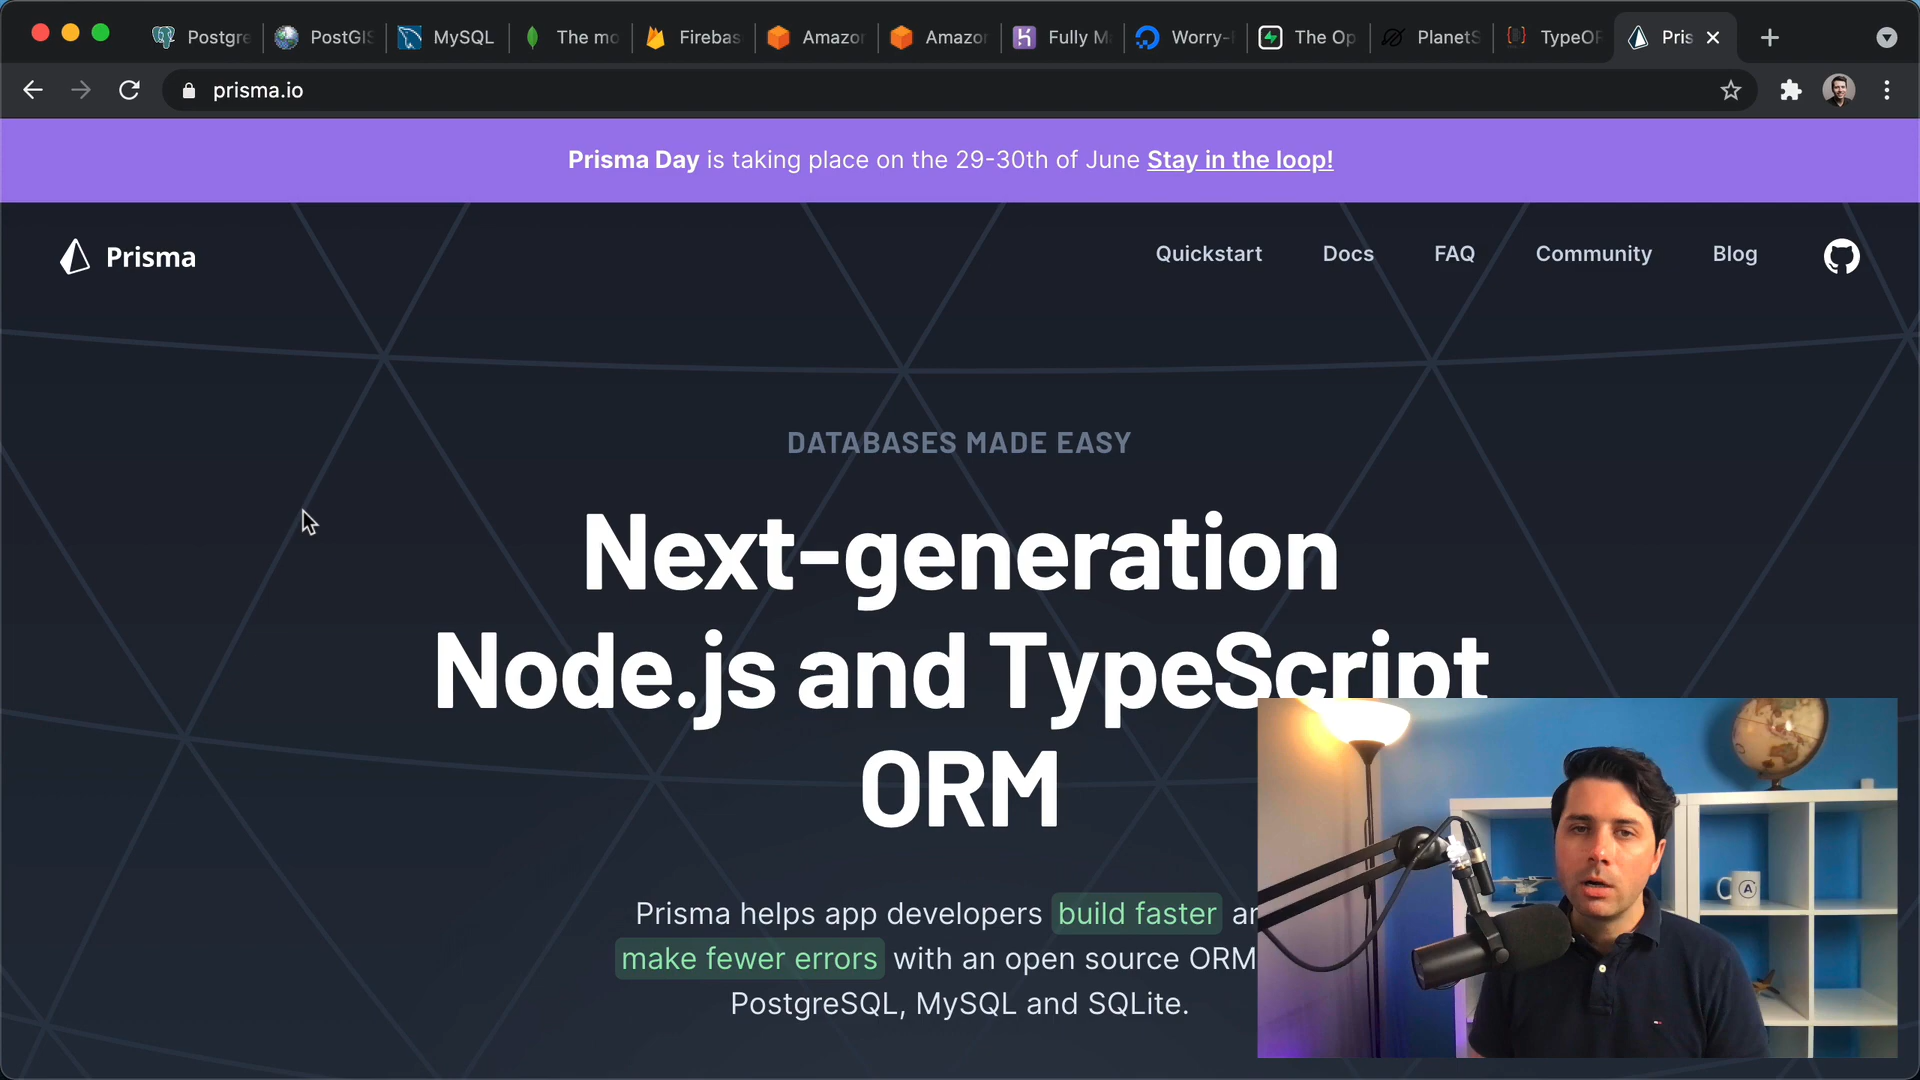 Postgre
PostGIS
MySQL
The mo
Firebas
Amazo
Amazo
Fully M
Worry-
The Op
PlanetS
TypeOR
Pris
prisma.io
Prisma Day is taking place on the 29-30th of June Stay in the loop!
Prisma
Quickstart
Docs
FAQ
Community
Blog
DATABASES MADE EASY
Next-generation
Node.js and TypeScript
ORM
Prisma helps app developers build faster an
make fewer errors with an open source ORM
PostgreSQL, MySQL and SQLite.
A